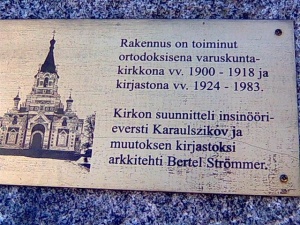 Rakennus on toiminut
ortodoksisena varuskunta-
kirkkona vv. 1900 - 1918 ja
kirjastona vv. 1924 - 1983.
Kirkon suunnitteli insinööri-
eversti Karaulszikov ja
muutoksen kirjastoksi
arkkitehti Bertel Strömmer.